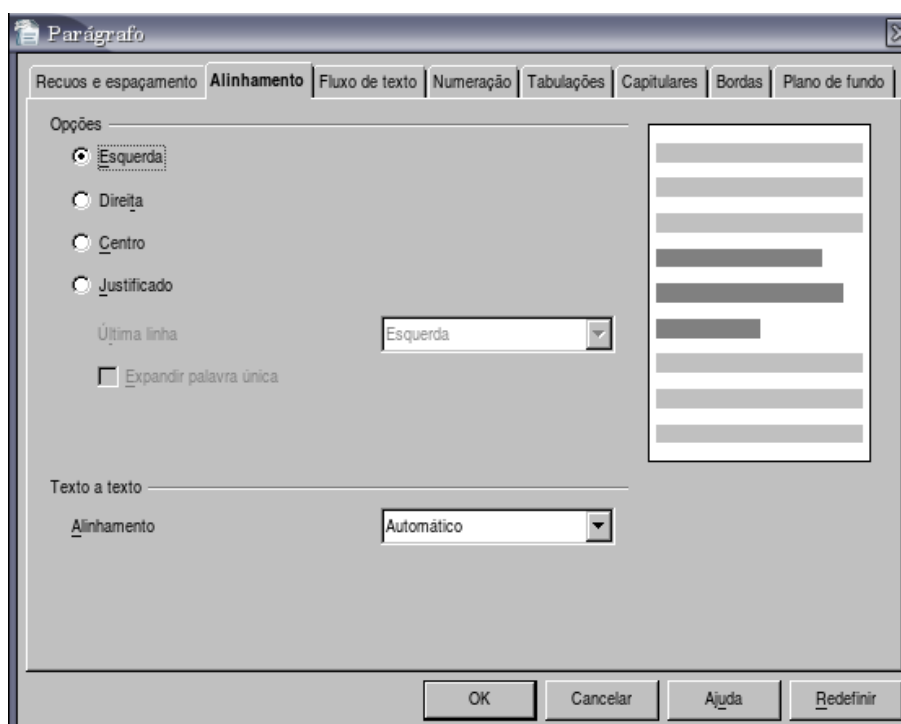 Parágrafo
Recuos e espaçamento Alinhamento Fluxo de texto Numeração Tabulações Capitulares Bordas Plano de fundo
Opções
Esquerda
Direita
Centro
Justificado
Última linha Esquerda
Expandir palavra única
Texto a texto
Alinhamento Automático
OK Cancelar Ajuda Redefinir